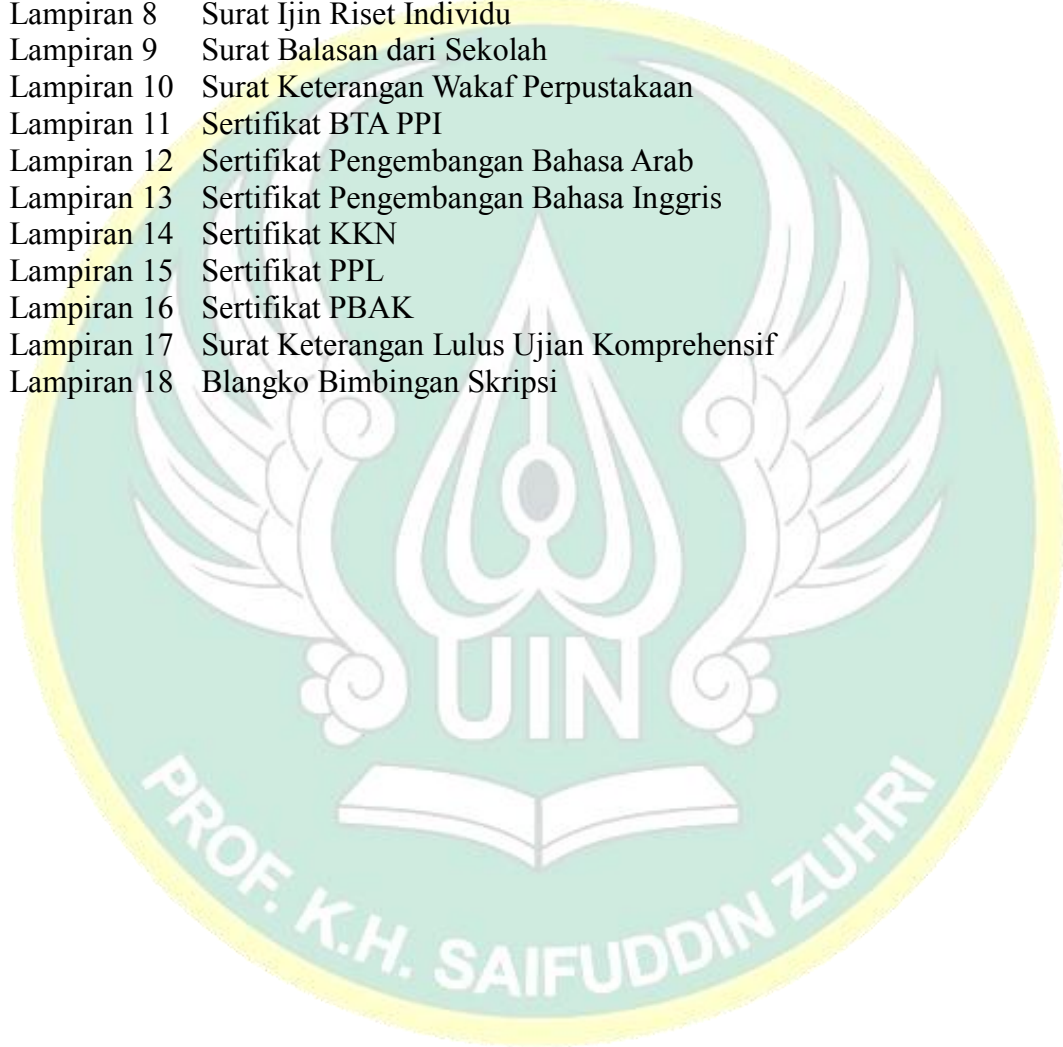 Lampiran 8 Surat Ijin Riset Individu
Lampiran 9 Surat Balasan dari Sekolah
Lampiran 10 Surat Keterangan Wakaf Perpustakaan
Lampiran 11 Sertifikat BTA PPI
Lampiran 12 Sertifikat Pengembangan Bahasa Arab
Lampiran 13 Sertifikat Pengembangan Bahasa Inggris
Lampiran 14 Sertifikat KKN
Lampiran 15 Sertifikat PPL
Lampiran 16 Sertifikat PBAK
Lampiran 17 Surat Keterangan Lulus Ujian Komprehensif
Lampiran 18 Blangko Bimbingan Skripsi
UIN
PROF. K.H. SAIFUDDIN ZUHRI